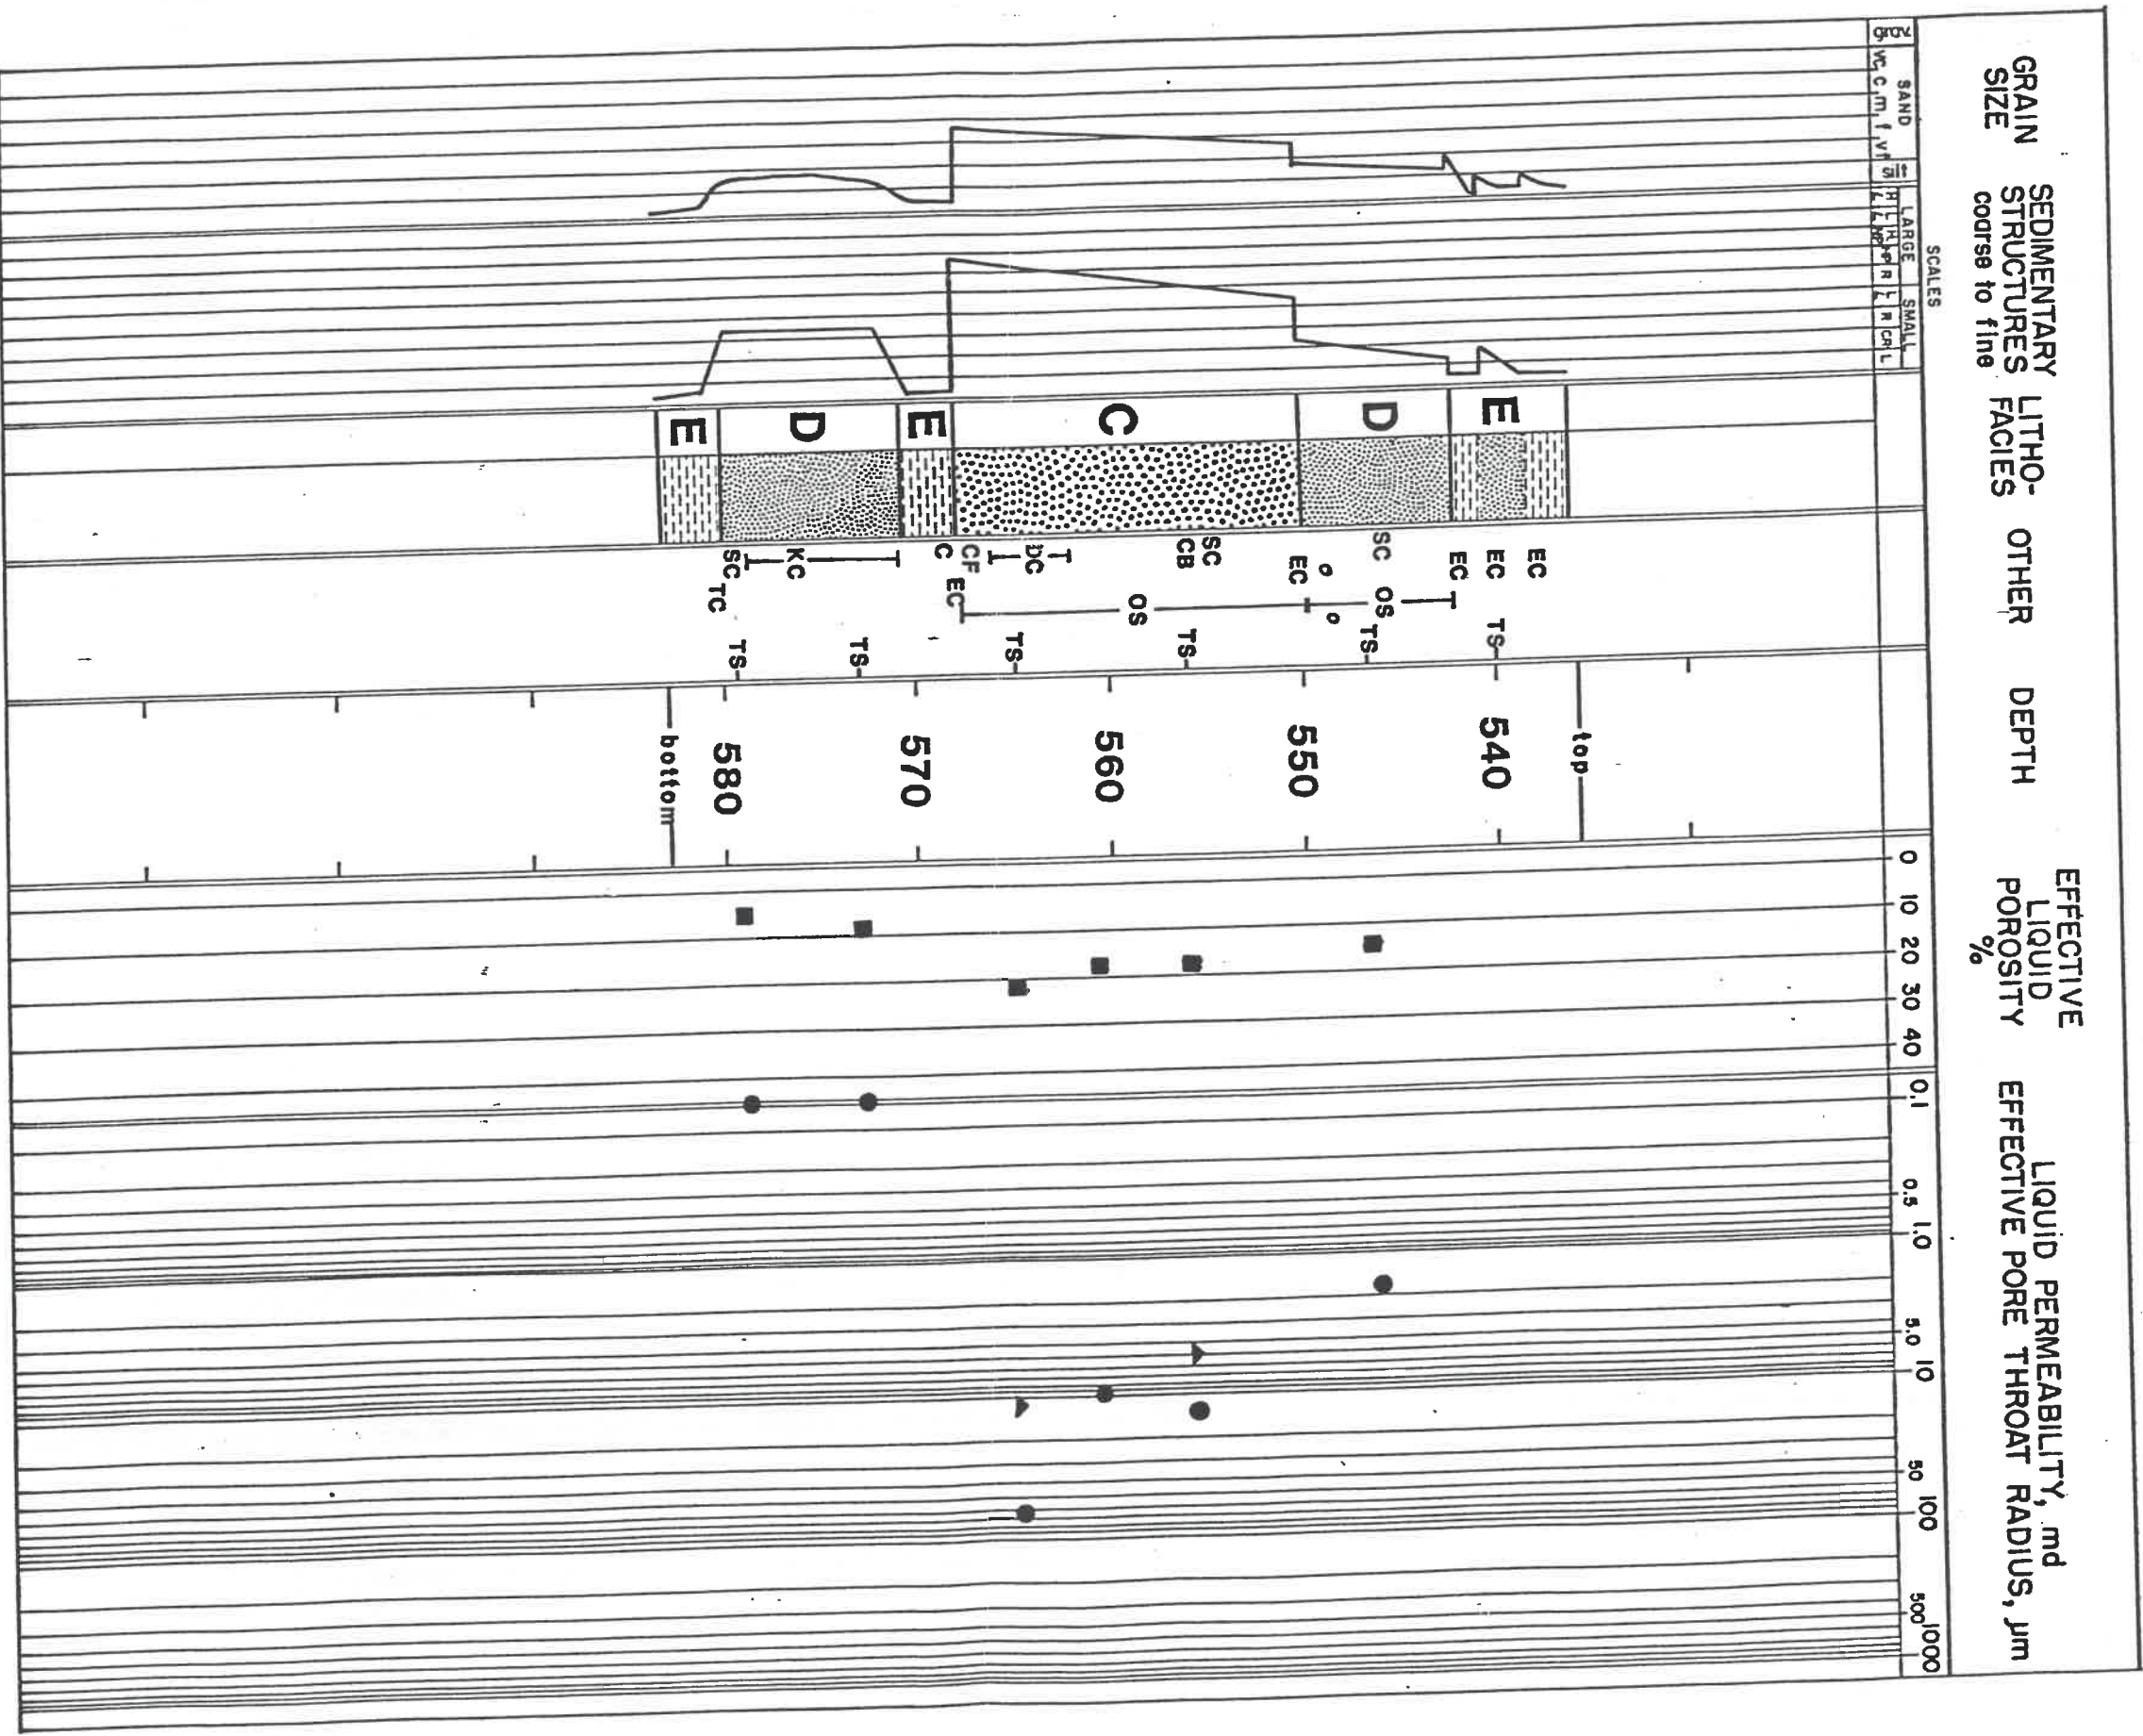 GRAIN
SIZE
SEDIMENTARY
STRUCTURES
coarse to fine
LITHO-
FACIES
OTHER
DEPTH
EFFECTIVE
LIQUID
POROSITY
%
LIQUID PERMEABILITY, md
EFFECTIVE PORE THROAT RADIUS, µm
SCALES
SAND
LARGE
SMALL
VC C m f vf silt
R L R CR L
0 10 20 30 40
0.1 0.5 1.0 5.0 10 50 100 500 1000
top
E
EC
EC
TS
540
EC
D
SC
OS
TS
o
o
EC
550
C
SC
CB
TS
OS
560
DC
TS
CF
EC
E
C
570
D
KC
TS
TS
SC
TC
580
E
bottom